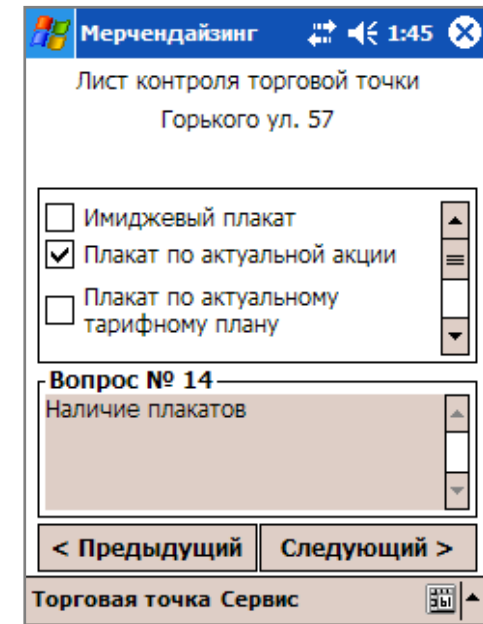 Мерчендайзинг 1:45
Лист контроля торговой точки
Горького ул. 57
Имиджевый плакат
Плакат по актуальной акции
Плакат по актуальному
тарифному плану
Вопрос № 14
Наличие плакатов
< Предыдущий Следующий >
Торговая точка Сервис